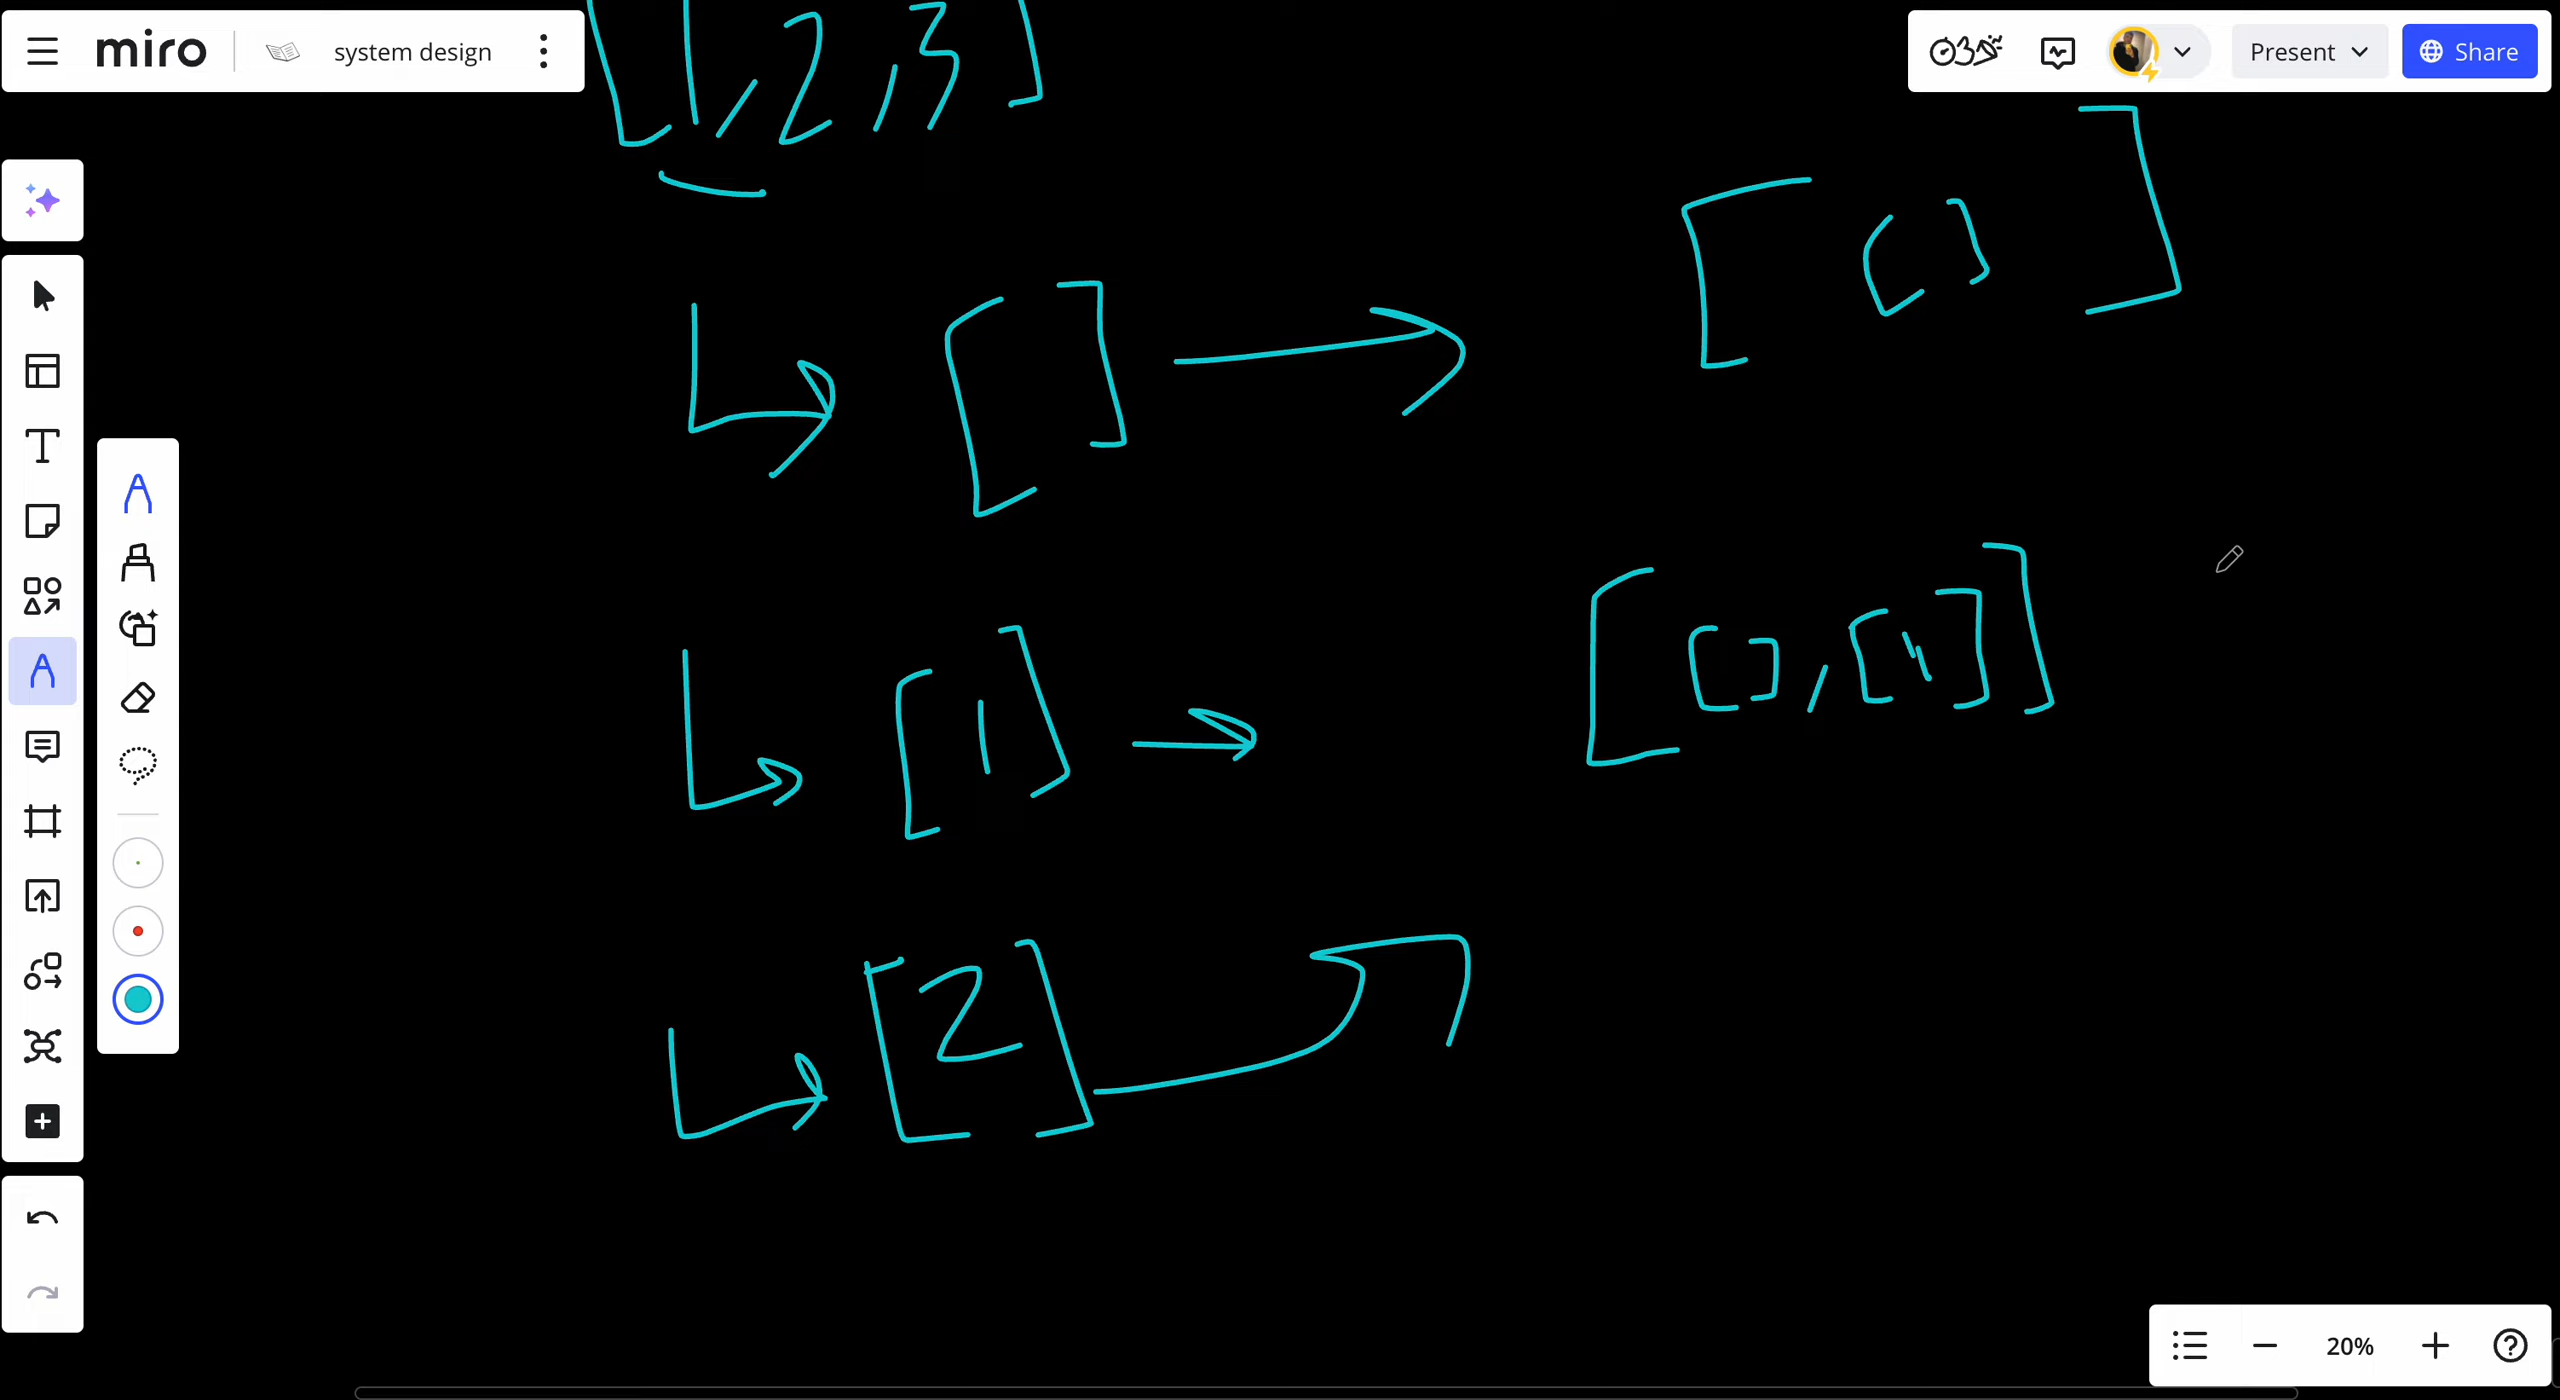 miro system design
Present Share
[1,2,3]
[ ] [[]]
[1] [[],[1]]
[2]
20%